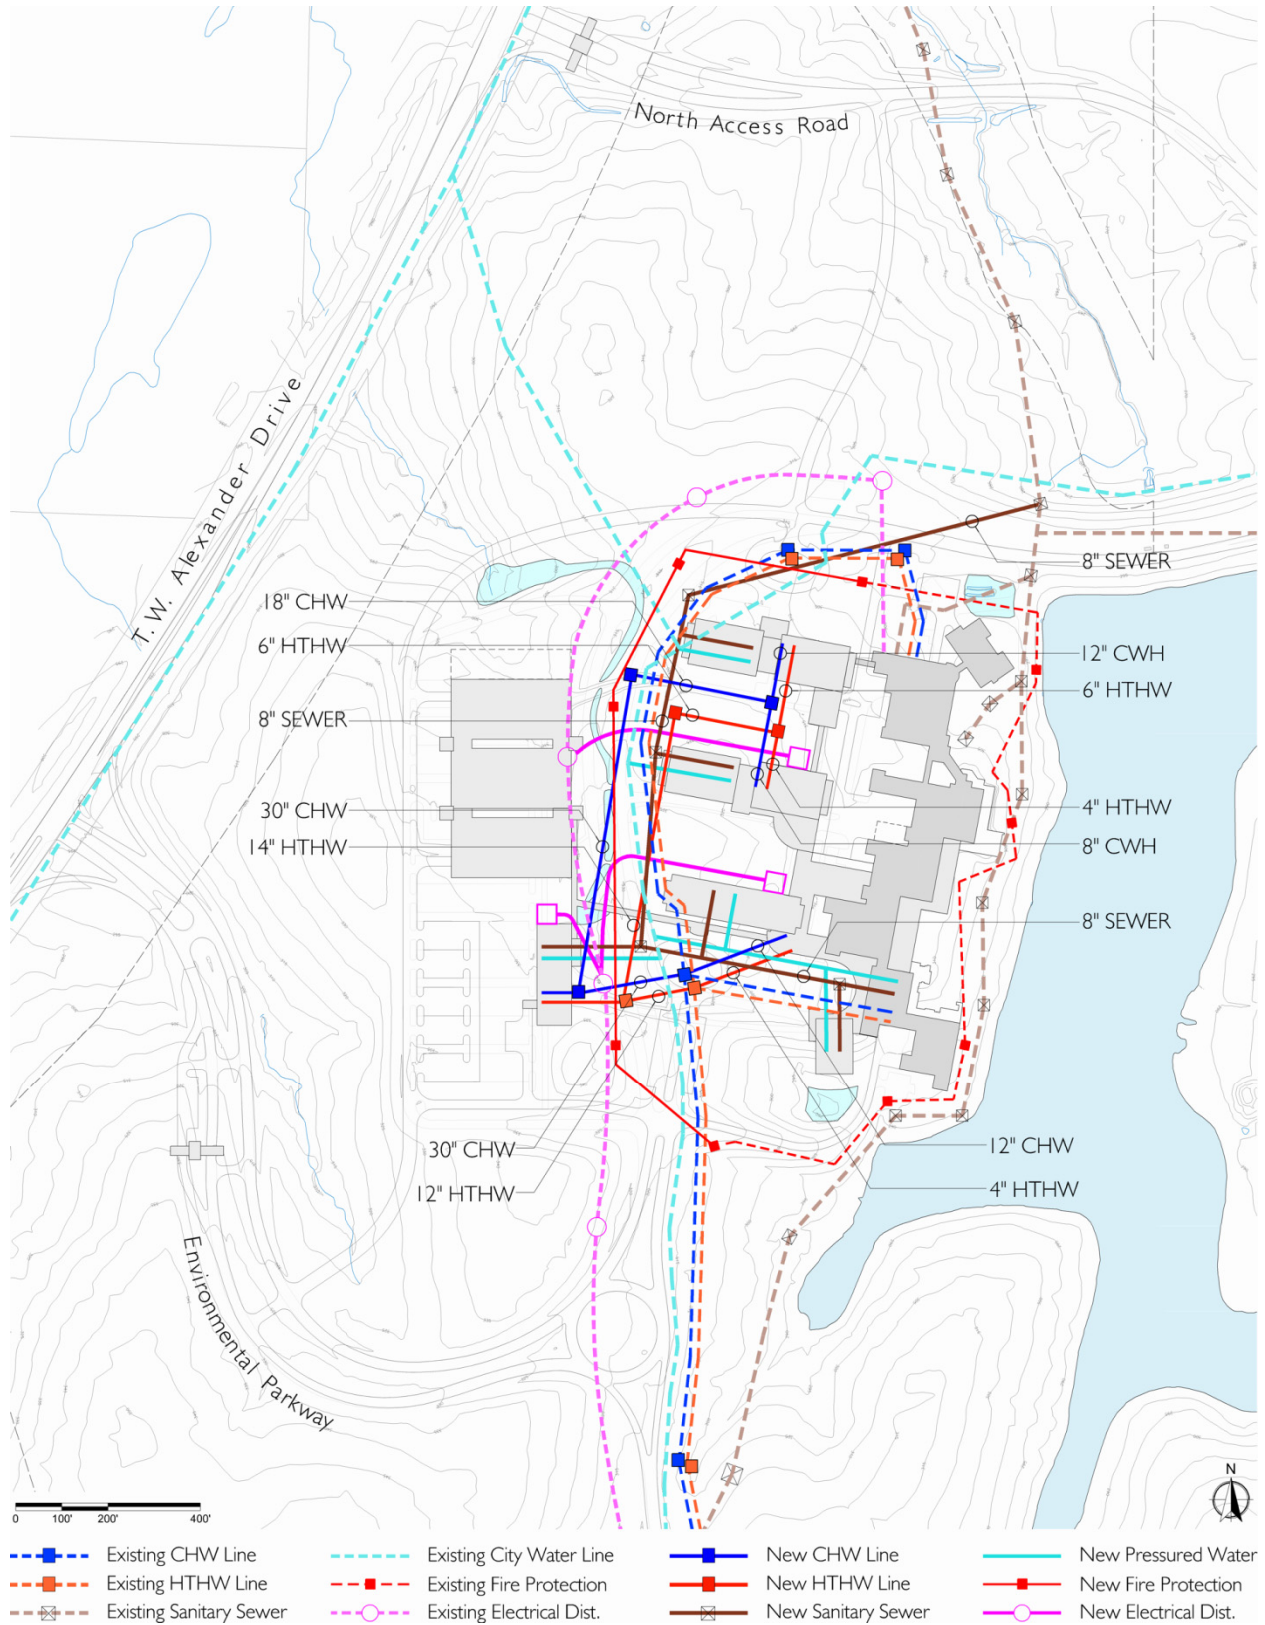 North Access Road
T.W. Alexander Drive
8" SEWER
18" CHW
6" HTHW
12" CWH
6" HTHW
8" SEWER
30" CHW
4" HTHW
14" HTHW
8" CWH
8" SEWER
30" CHW
12" CHW
12" HTHW
4" HTHW
Environmental Parkway
N
0 100' 200' 400'
Existing CHW Line
Existing City Water Line
New CHW Line
New Pressured Water
Existing HTHW Line
Existing Fire Protection
New HTHW Line
New Fire Protection
Existing Sanitary Sewer
Existing Electrical Dist.
New Sanitary Sewer
New Electrical Dist.